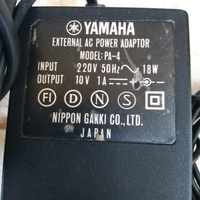 YAMAHA
EXTERNAL AC POWER ADAPTOR
MODEL: PA-4
INPUT 220V 50Hz 18W
OUTPUT 10V 1A
FI D N S
NIPPON GAKKI CO., LTD.
JAPAN